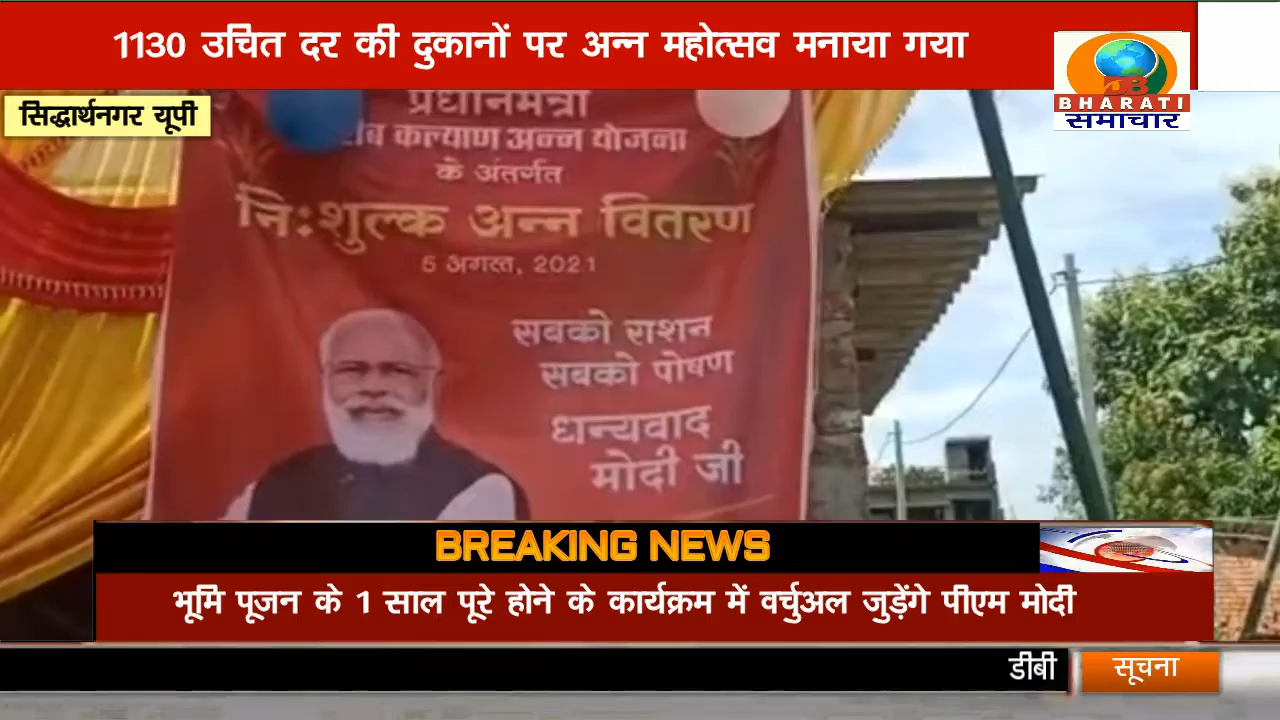 1130 उचित दर की दुकानों पर अन्न महोत्सव मनाया गया
DB
BHARATI
समाचार
सिद्धार्थनगर यूपी
प्रधानमंत्री
कल्याण अन्न योजना
के अंतर्गत
निःशुल्क अन्न वितरण
5 अगस्त, 2021
सबको राशन
सबको पोषण
धन्यवाद
मोदी जी
BREAKING NEWS
भूमि पूजन के 1 साल पूरे होने के कार्यक्रम में वर्चुअल जुड़ेंगे पीएम मोदी
डीबी
सूचना